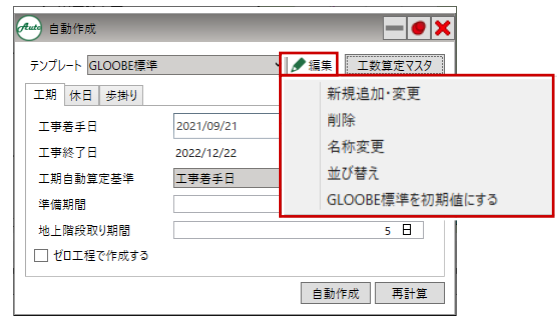 Auto 自動作成
テンプレート GLOOBE標準 編集 工数算定マスタ
工期 休日 歩掛り
新規追加・変更
削除
名称変更
並び替え
GLOOBE標準を初期値にする
工事着手日 2021/09/21
工事終了日 2022/12/22
工期自動算定基準 工事着手日
準備期間
地上階段取り期間 5 日
ゼロ工程で作成する
自動作成 再計算